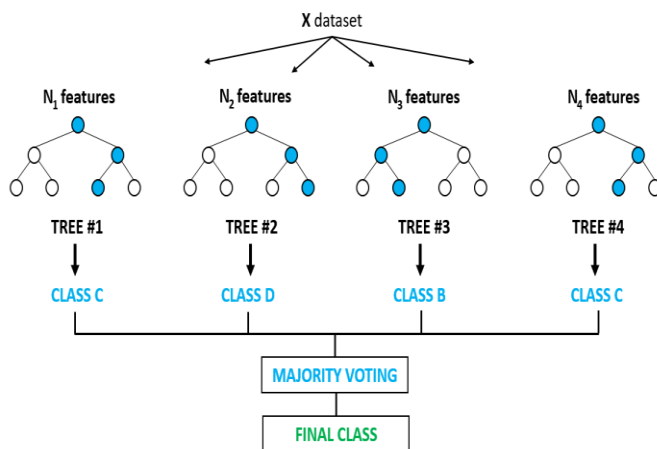 X dataset
N1 features N2 features N3 features N4 features
TREE #1 TREE #2 TREE #3 TREE #4
CLASS C CLASS D CLASS B CLASS C
MAJORITY VOTING
FINAL CLASS